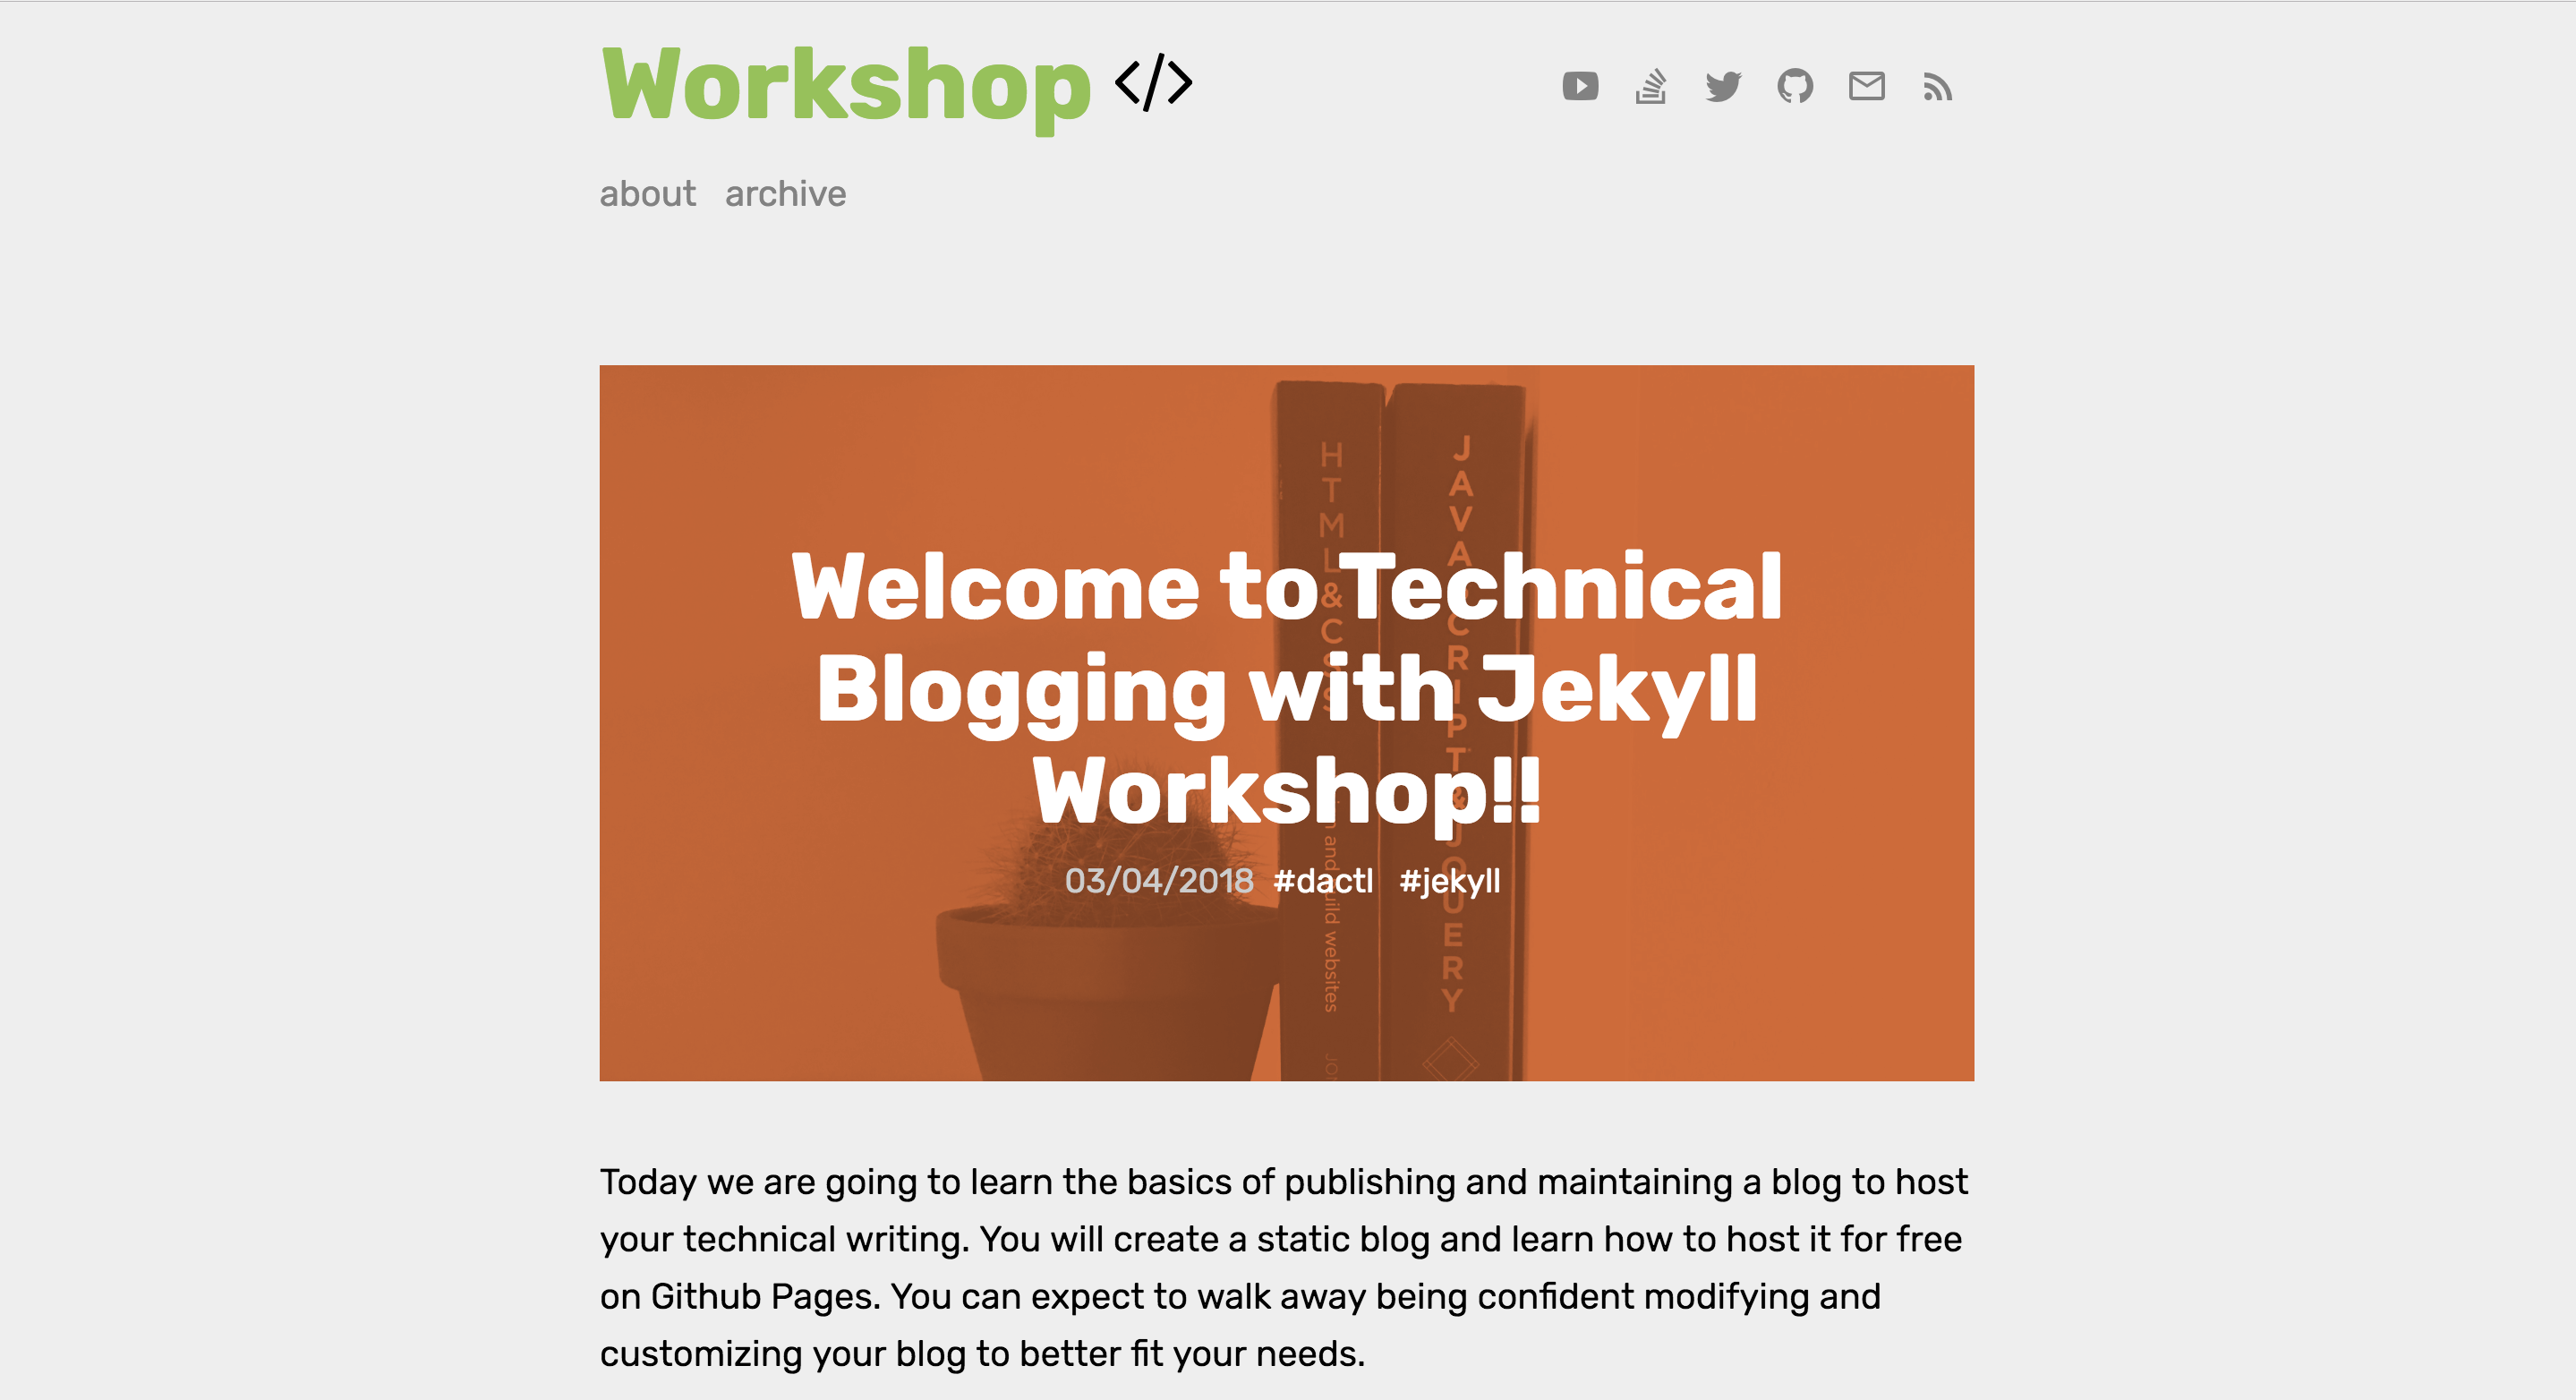 Workshop </>
about archive
HTML & CSS
JAVASCRIPT & JQUERY
Welcome to Technical
Blogging with Jekyll
Workshop!!
03/04/2018 #dactl #jekyll
and build websites
Today we are going to learn the basics of publishing and maintaining a blog to host
your technical writing. You will create a static blog and learn how to host it for free
on Github Pages. You can expect to walk away being confident modifying and
customizing your blog to better fit your needs.